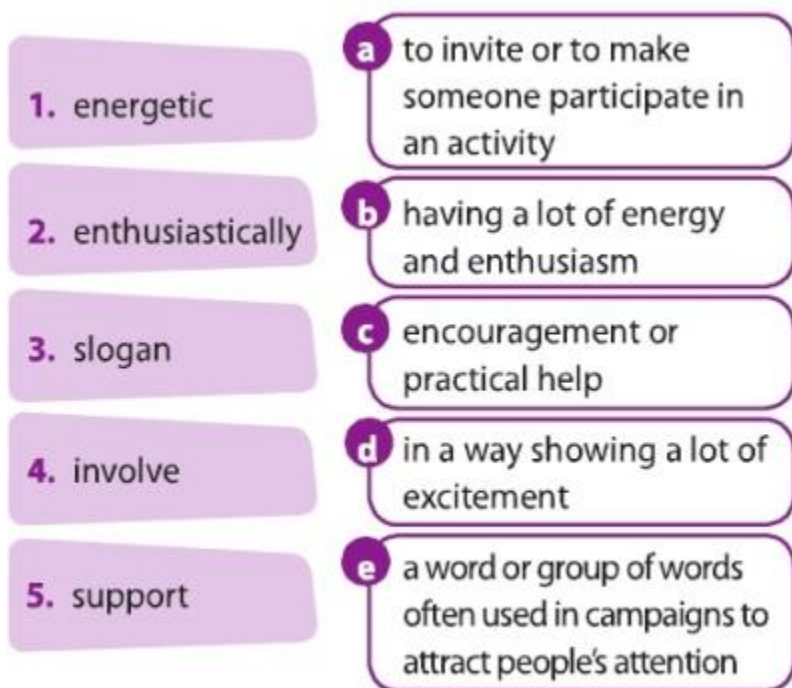 1. energetic
a to invite or to make
someone participate in
an activity
2. enthusiastically
b having a lot of energy
and enthusiasm
3. slogan
c encouragement or
practical help
4. involve
d in a way showing a lot of
excitement
5. support
e a word or group of words
often used in campaigns to
attract people's attention